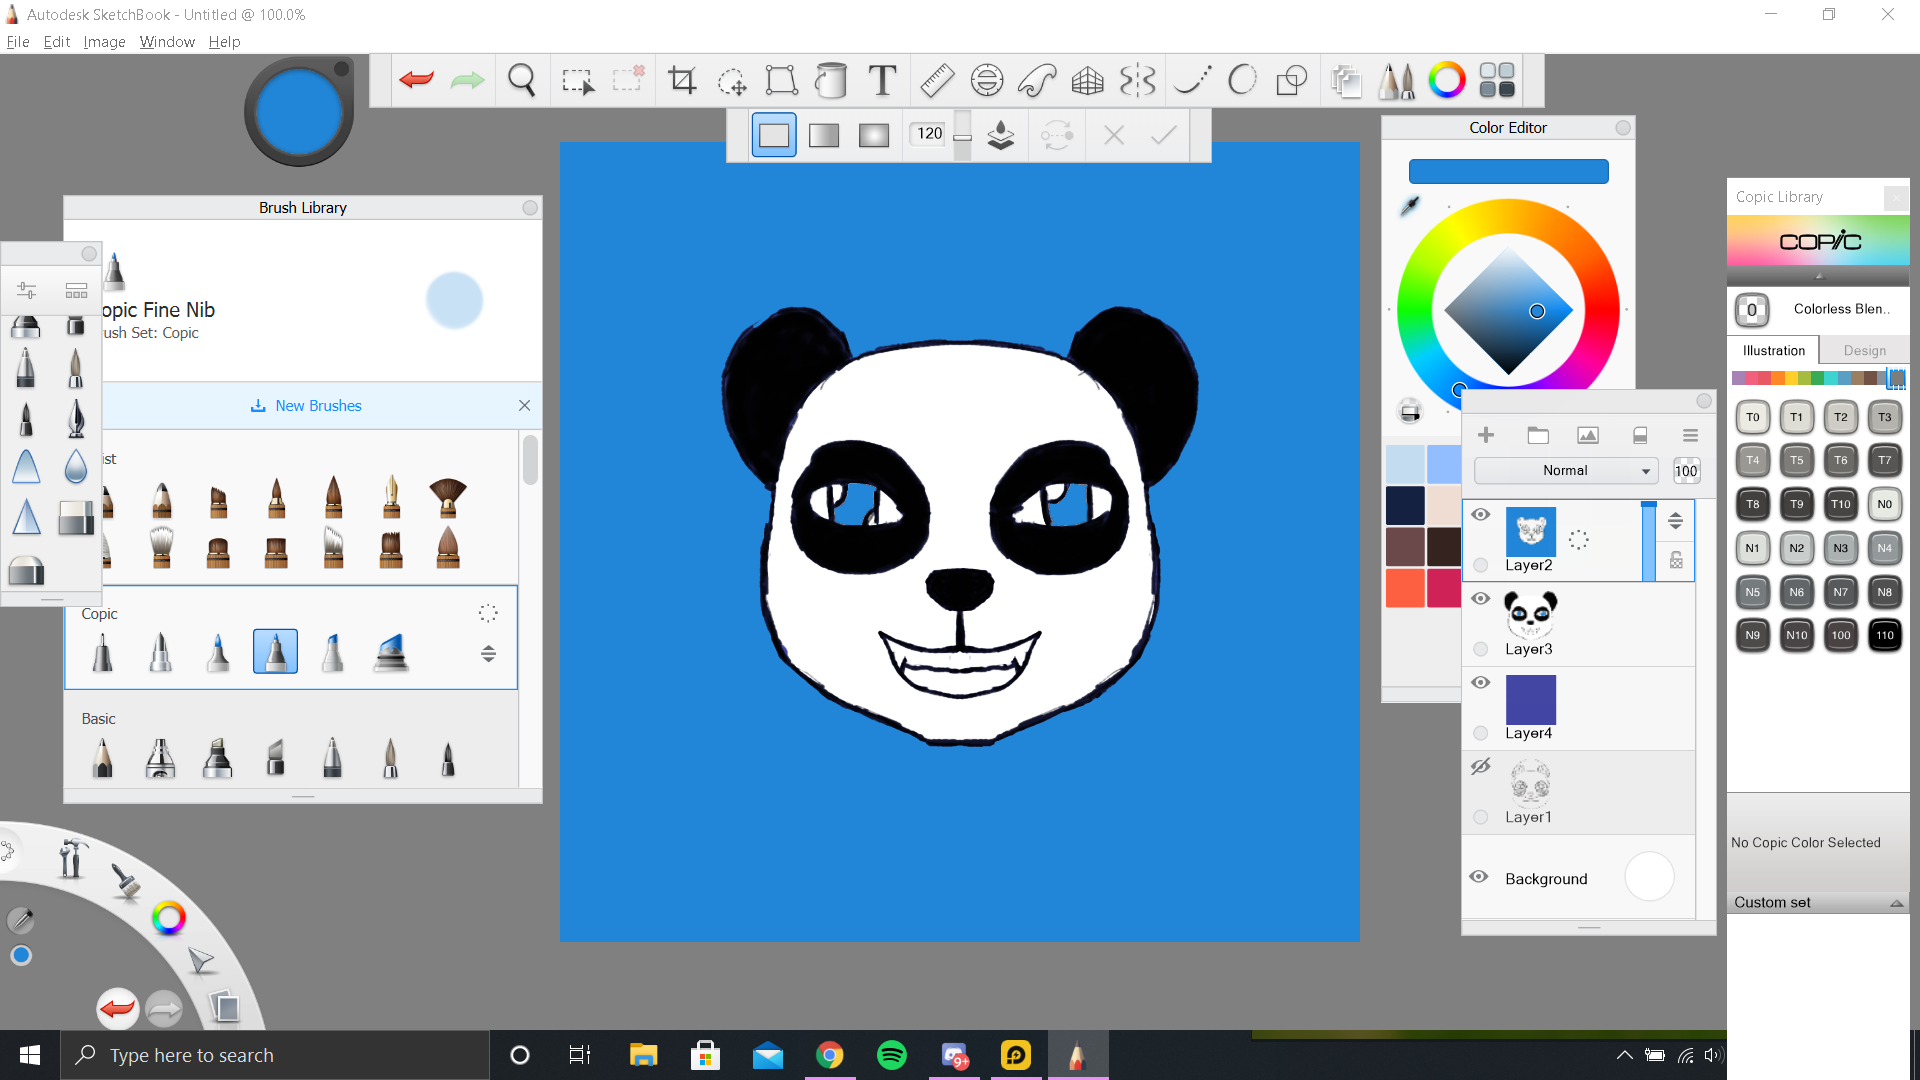 Autodesk SketchBook - Untitled @ 100.0%
File Edit Image Window Help
120
Brush Library
opic Fine Nib
ush Set: Copic
New Brushes
ist
Copic
Basic
Color Editor
Normal
100
Layer2
Layer3
Layer4
Layer1
Background
Copic Library
COPIC
0 Colorless Blen..
Illustration Design
T0 T1 T2 T3
T4 T5 T6 T7
T8 T9 T10 N0
N1 N2 N3 N4
N5 N6 N7 N8
N9 N10 100 110
No Copic Color Selected
Custom set
Type here to search
9+